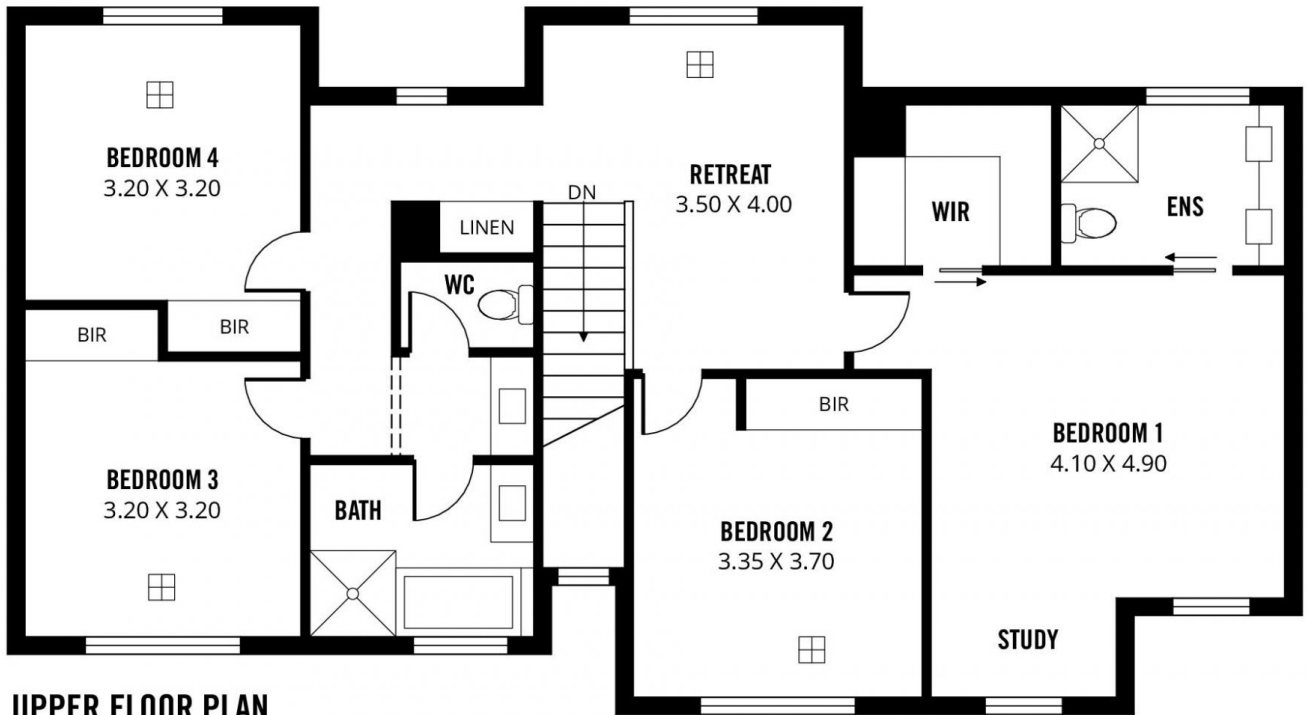 BEDROOM 4
3.20 X 3.20
RETREAT
3.50 X 4.00
DN
LINEN
WIR
ENS
WC
BIR
BIR
BIR
BEDROOM 3
3.20 X 3.20
BATH
BEDROOM 2
3.35 X 3.70
BEDROOM 1
4.10 X 4.90
STUDY
UPPER FLOOR PLAN